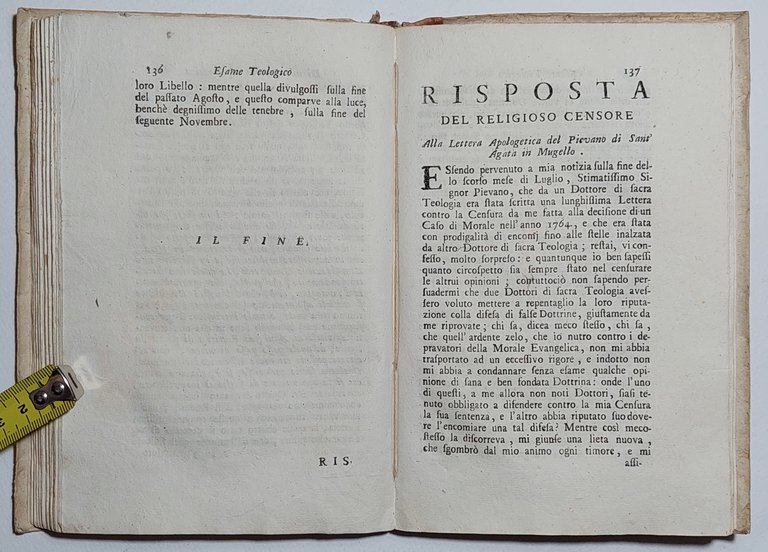 136 Esame Teologico
loro Libello : mentre quella divulgossi sulla fine
del passato Agosto, e questo comparve alla luce,
benchè degnissimo delle tenebre, sulla fine del
seguente Novembre.
IL FINE.
RIS.
137
RISPOSTA
DEL RELIGIOSO CENSORE
Alla Lettera Apologetica del Pievano di Sant'
Agata in Mugello.
ESsendo pervenuto a mia notizia sulla fine del-
lo scorso mese di Luglio, Stimatissimo Si-
gnor Pievano, che da un Dottore di sacra
Teologia era stata scritta una lunghissima Lettera
contro la Censura da me fatta alla decisione di un
Caso di Morale nell'anno 1764., e che era stata
con prodigalità di enconsj fino alle stelle inalzata
da altro Dottore di sacra Teologia ; restai, vi con-
fesso, molto sorpreso : e quantunque io ben sapessi
quanto circospetto sia sempre stato nel censurare
le altrui opinioni ; contuttociò non sapendo per-
suadermi che due Dottori di sacra Teologia aves-
sero voluto mettere a repentaglio la loro riputa-
zione colla difesa di false Dottrine, giustamente da
me riprovate ; chi sa, dicea meco stesso, chi sa,
che quell'ardente zelo, che io nutro contro i de-
pravatori della Morale Evangelica, non mi abbia
trasportato ad un eccessivo rigore, e indotto non
mi abbia a condannare senza esame qualche opi-
nione di sana e ben fondata Dottrina : onde l'uno
di questi, a me allora non noti Dottori, siasi te-
nuto obbligato a difendere contro la mia Censura
la sua sentenza, e l'altro abbia riputato suo dove-
re l'encomiare una tal difesa? Mentre così meco-
stesso la discorreva, mi giunse una lieta nuova,
che sgombrò dal mio animo ogni timore, e mi
assi-
2
3